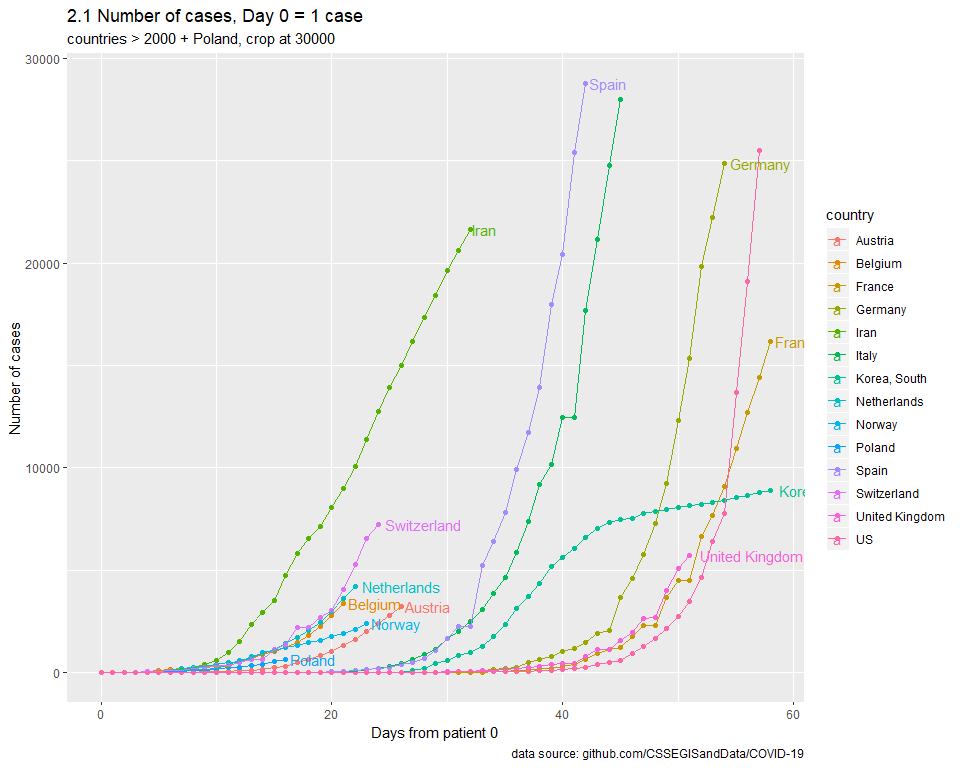 2.1 Number of cases, Day 0 = 1 case
countries > 2000 + Poland, crop at 30000
30000
20000
10000
0
Number of cases
Spain
Germany
Iran
Fran
Kore
Switzerland
United Kingdom
Netherlands
Belgium
Austria
Norway
Poland
0
20
40
60
Days from patient 0
country
a Austria
a Belgium
a France
a Germany
a Iran
a Italy
a Korea, South
a Netherlands
a Norway
a Poland
a Spain
a Switzerland
a United Kingdom
a US
data source: github.com/CSSEGISandData/COVID-19